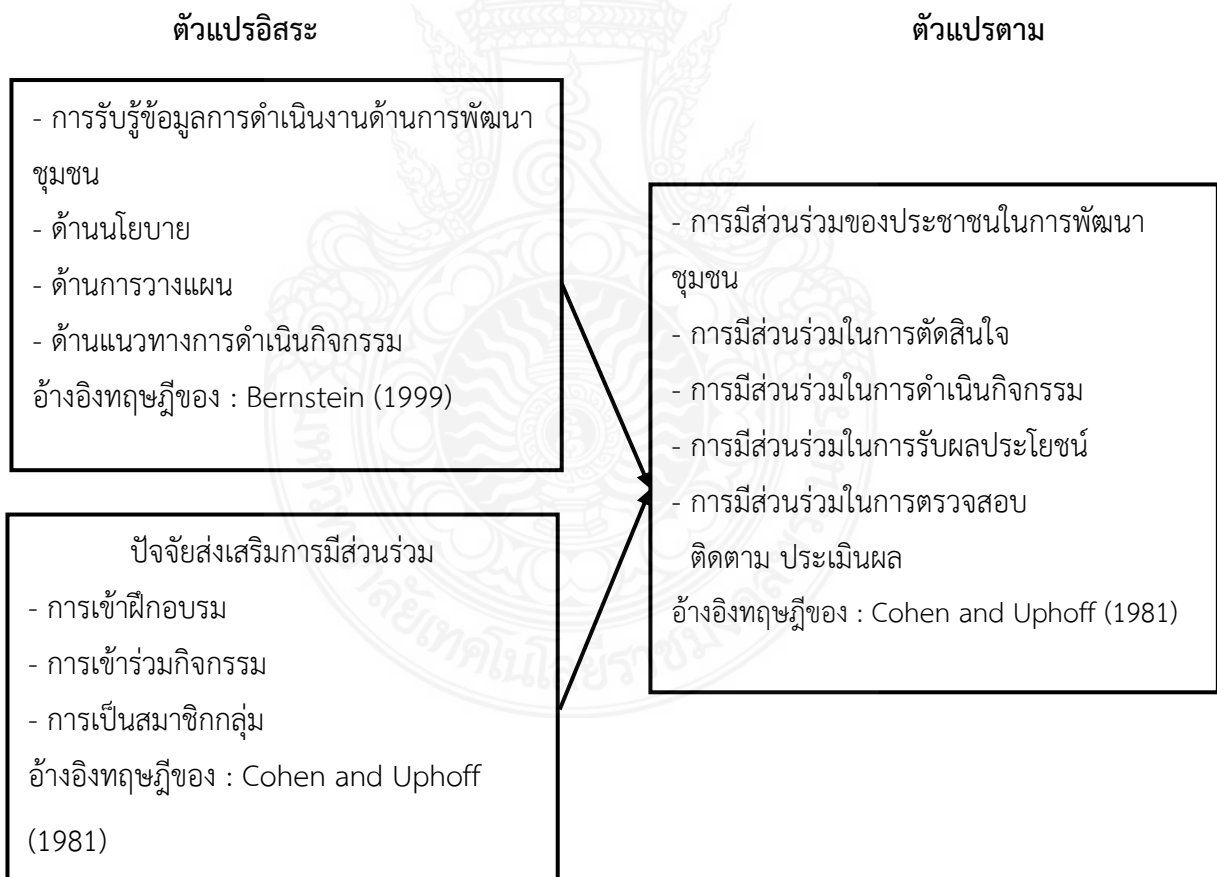 ตัวแปรอิสระ
ตัวแปรตาม
- การรับรู้ข้อมูลการดำเนินงานด้านการพัฒนา
ชุมชน
- ด้านนโยบาย
- ด้านการวางแผน
- ด้านแนวทางการดำเนินกิจกรรม
อ้างอิงทฤษฎีของ : Bernstein (1999)
ปัจจัยส่งเสริมการมีส่วนร่วม
- การเข้าฝึกอบรม
- การเข้าร่วมกิจกรรม
- การเป็นสมาชิกกลุ่ม
อ้างอิงทฤษฎีของ : Cohen and Uphoff
(1981)
- การมีส่วนร่วมของประชาชนในการพัฒนา
ชุมชน
- การมีส่วนร่วมในการตัดสินใจ
- การมีส่วนร่วมในการดำเนินกิจกรรม
- การมีส่วนร่วมในการรับผลประโยชน์
- การมีส่วนร่วมในการตรวจสอบ
ติดตาม ประเมินผล
อ้างอิงทฤษฎีของ : Cohen and Uphoff (1981)